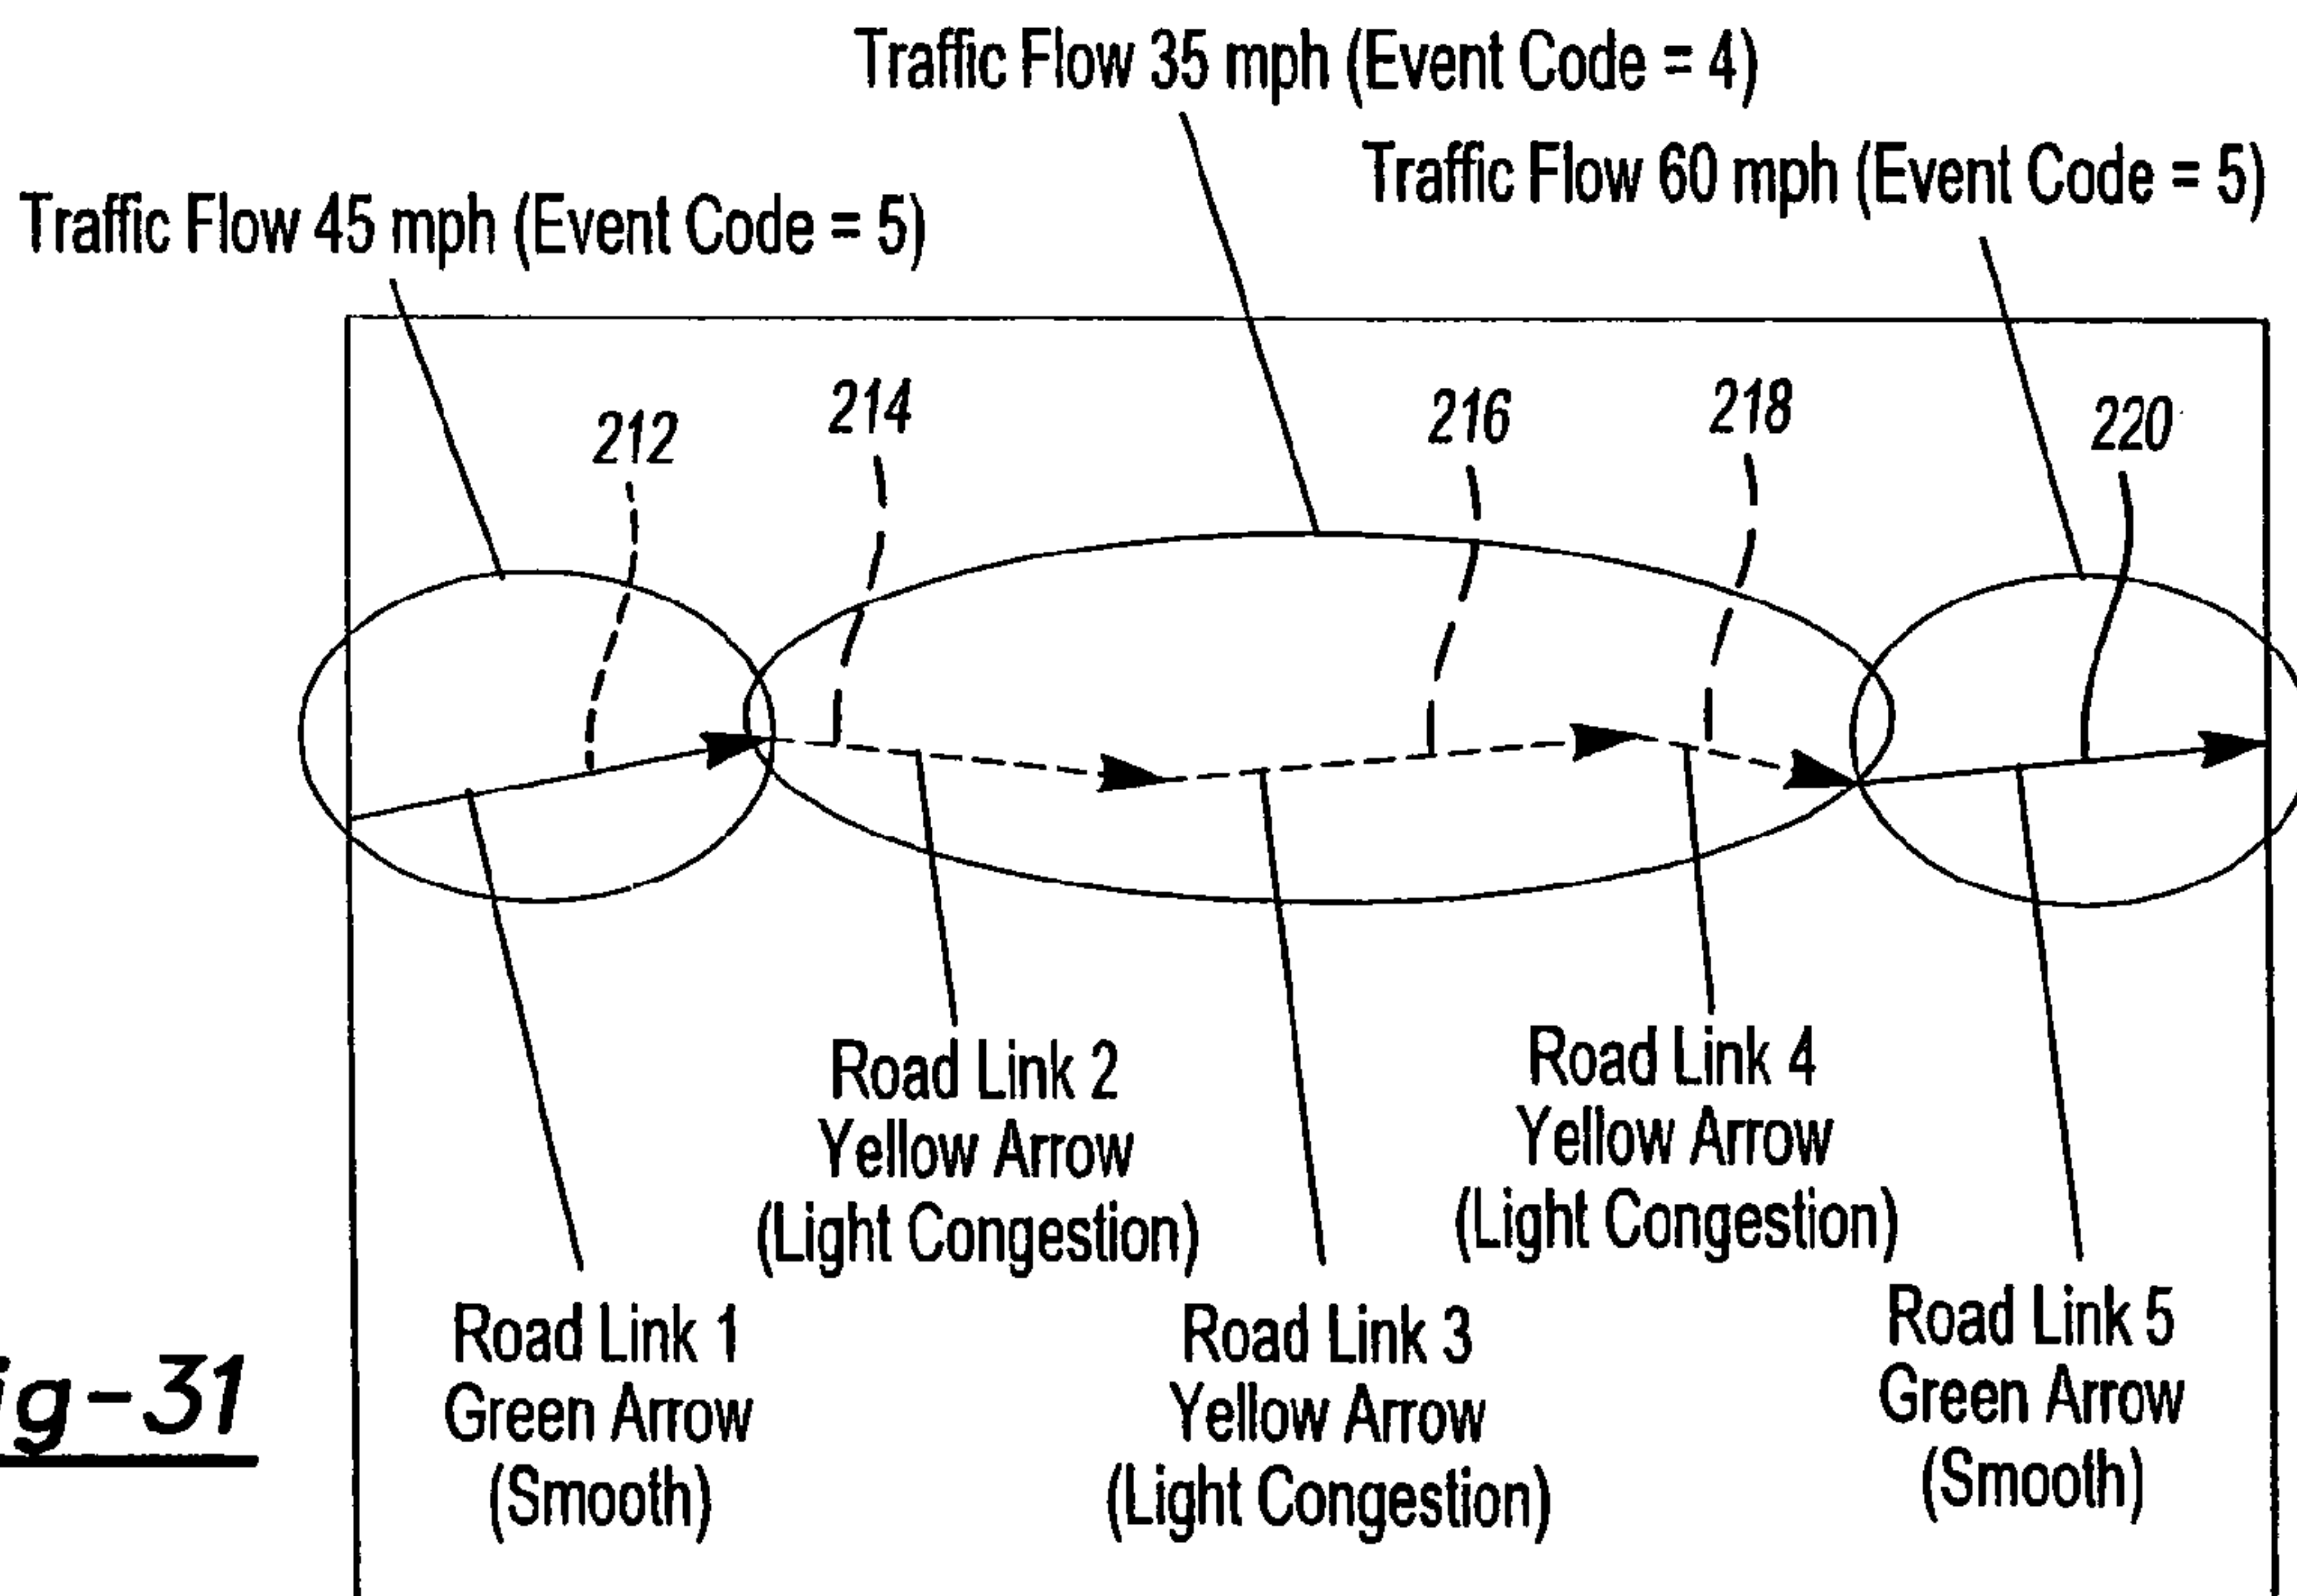 Traffic Flow 35 mph (Event Code = 4)
Traffic Flow 60 mph (Event Code = 5)
Traffic Flow 45 mph (Event Code = 5)
212
214
216
218
220
Road Link 2
Yellow Arrow
(Light Congestion)
Road Link 4
Yellow Arrow
(Light Congestion)
Road Link 1
Green Arrow
(Smooth)
Road Link 3
Yellow Arrow
(Light Congestion)
Road Link 5
Green Arrow
(Smooth)
ig-31